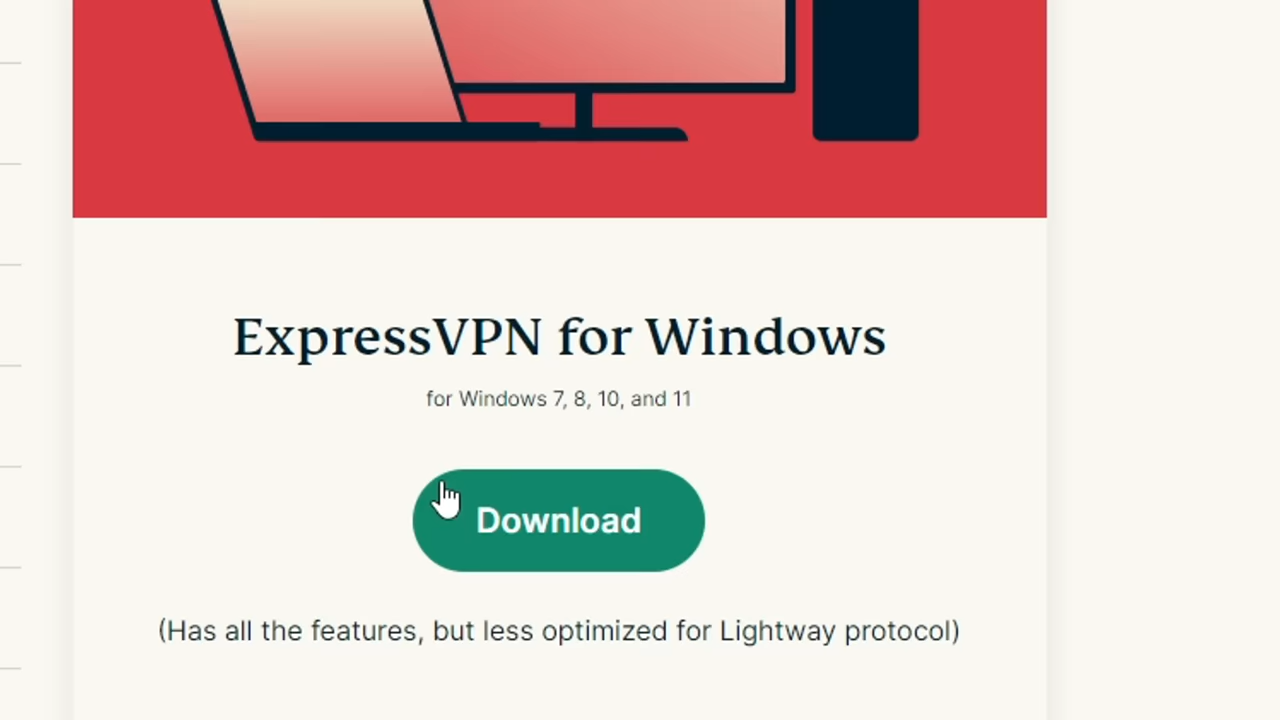 ExpressVPN for Windows
for Windows 7, 8, 10, and 11
Download
(Has all the features, but less optimized for Lightway protocol)